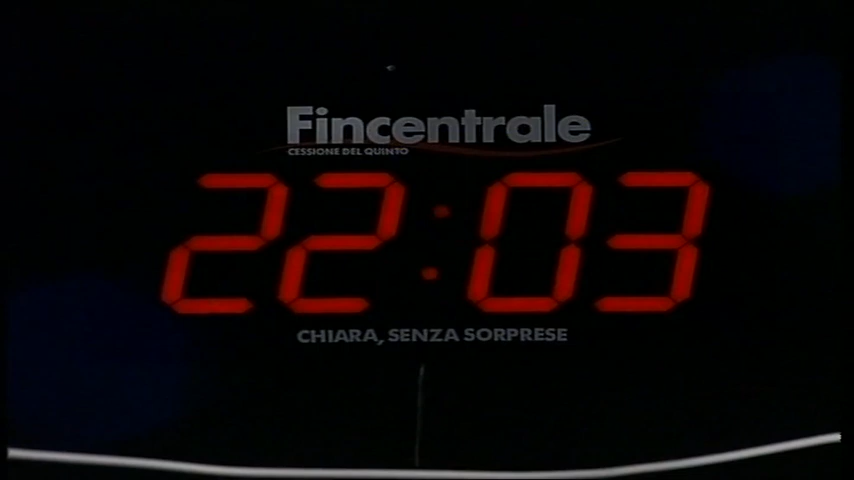 Fincentrale
CESSIONE DEL QUINTO
22:03
CHIARA, SENZA SORPRESE